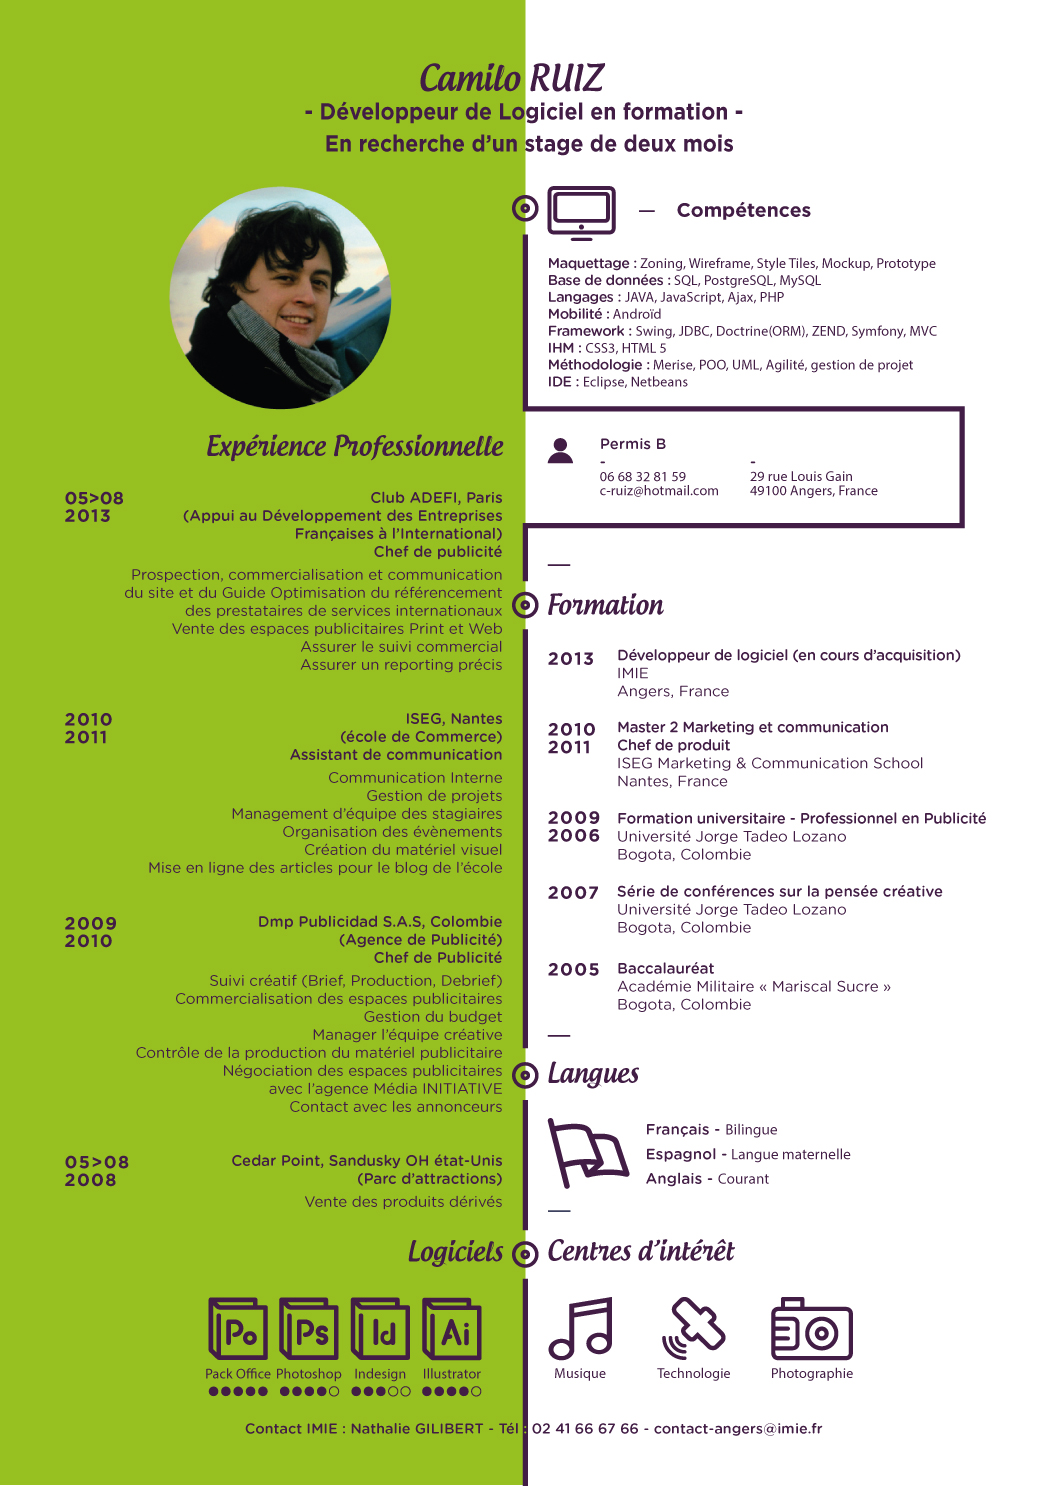 Camilo RUIZ
- Développeur de Logiciel en formation -
En recherche d'un stage de deux mois
— Compétences
Maquettage : Zoning, Wireframe, Style Tiles, Mockup, Prototype
Base de données : SQL, PostgreSQL, MySQL
Langages : JAVA, JavaScript, Ajax, PHP
Mobilité : Androïd
Framework : Swing, JDBC, Doctrine(ORM), ZEND, Symfony, MVC
IHM : CSS3, HTML 5
Méthodologie : Merise, POO, UML, Agilité, gestion de projet
IDE : Eclipse, Netbeans
Permis B
- -
06 68 32 81 59 29 rue Louis Gain
c-ruiz@hotmail.com 49100 Angers, France
Expérience Professionnelle
05>08 Club ADEFI, Paris
2013 (Appui au Développement des Entreprises
Françaises à l'International)
Chef de publicité
Prospection, commercialisation et communication
du site et du Guide Optimisation du référencement
des prestataires de services internationaux
Vente des espaces publicitaires Print et Web
Assurer le suivi commercial
Assurer un reporting précis
2010 ISEG, Nantes
2011 (école de Commerce)
Assistant de communication
Communication Interne
Gestion de projets
Management d'équipe des stagiaires
Organisation des évènements
Création du matériel visuel
Mise en ligne des articles pour le blog de l'école
2009 Dmp Publicidad S.A.S, Colombie
2010 (Agence de Publicité)
Chef de Publicité
Suivi créatif (Brief, Production, Debrief)
Commercialisation des espaces publicitaires
Gestion du budget
Manager l'équipe créative
Contrôle de la production du matériel publicitaire
Négociation des espaces publicitaires
avec l'agence Média INITIATIVE
Contact avec les annonceurs
05>08 Cedar Point, Sandusky OH état-Unis
2008 (Parc d'attractions)
Vente des produits dérivés
Formation
2013 Développeur de logiciel (en cours d'acquisition)
IMIE
Angers, France
2010 Master 2 Marketing et communication
2011 Chef de produit
ISEG Marketing & Communication School
Nantes, France
2009 Formation universitaire - Professionnel en Publicité
2006 Université Jorge Tadeo Lozano
Bogota, Colombie
2007 Série de conférences sur la pensée créative
Université Jorge Tadeo Lozano
Bogota, Colombie
2005 Baccalauréat
Académie Militaire « Mariscal Sucre »
Bogota, Colombie
Langues
Français - Bilingue
Espagnol - Langue maternelle
Anglais - Courant
Logiciels
Po Ps Id Ai
Pack Office Photoshop Indesign Illustrator
Centres d'intérêt
Musique Technologie Photographie
Contact IMIE : Nathalie GILIBERT - Tél : 02 41 66 67 66 - contact-angers@imie.fr